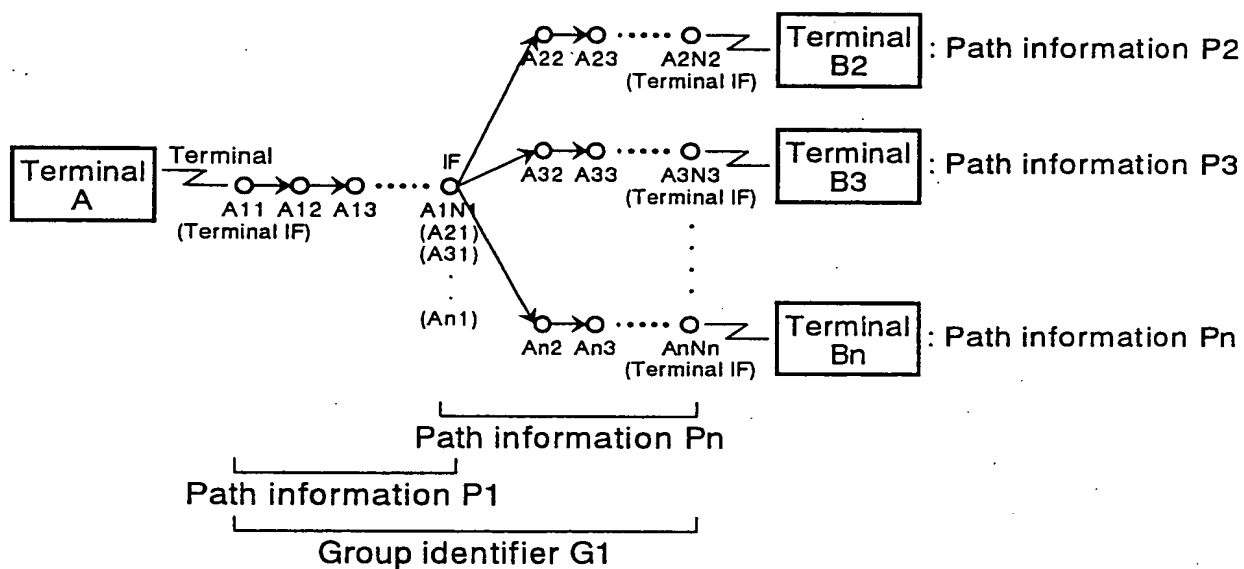 A22 A23 A2N2
(Terminal IF)
Terminal
B2
: Path information P2
Terminal
A
Terminal
A11 A12 A13
(Terminal IF)
IF
A1N1
(A21)
(A31)
(An1)
A32 A33 A3N3
(Terminal IF)
Terminal
B3
: Path information P3
An2 An3 AnNn
(Terminal IF)
Terminal
Bn
: Path information Pn
Path information Pn
Path information P1
Group identifier G1